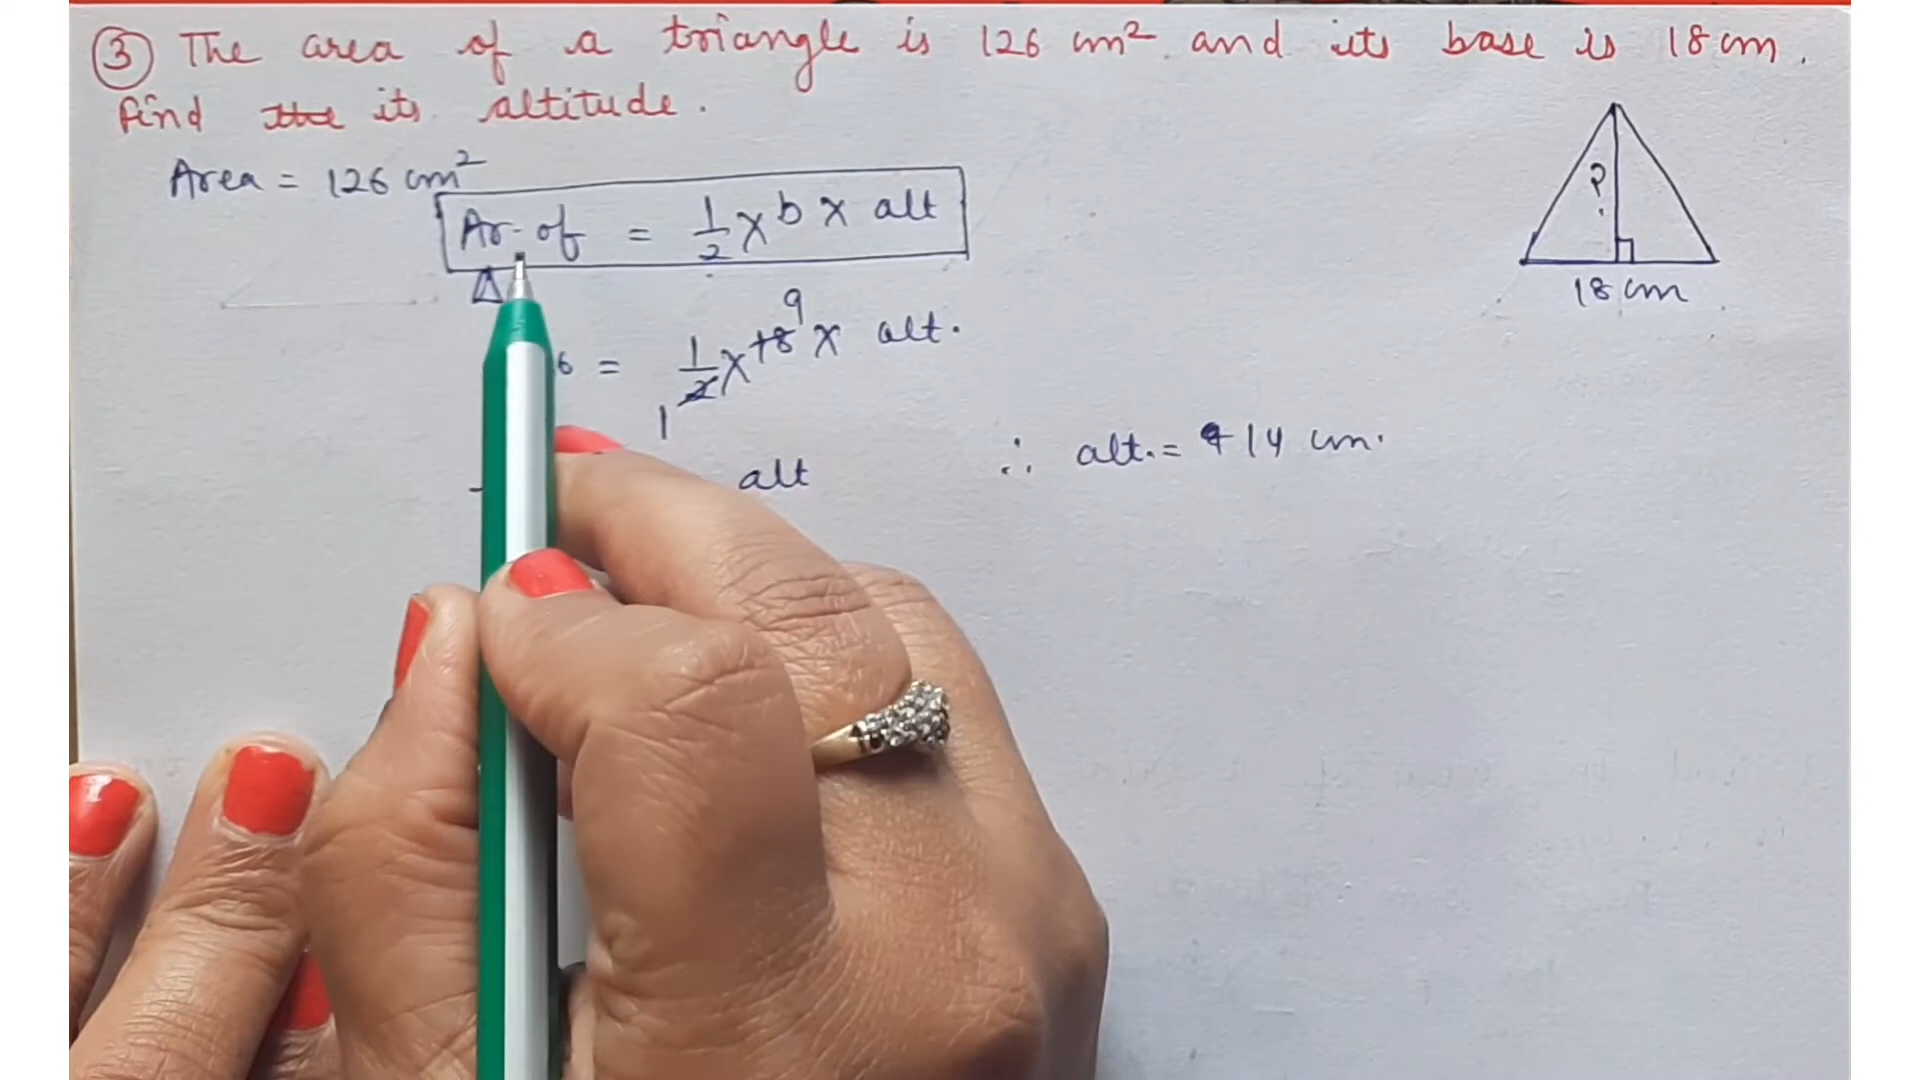 ③ The area of a triangle is 126 cm² and its base is 18 cm.
find the its altitude.
Area = 126 cm²
Ar. of = 1/2 x b x alt
△
6 = 1/2 x 18 x alt.
9
1
alt
∴ alt. = 14 cm.
?
18 cm